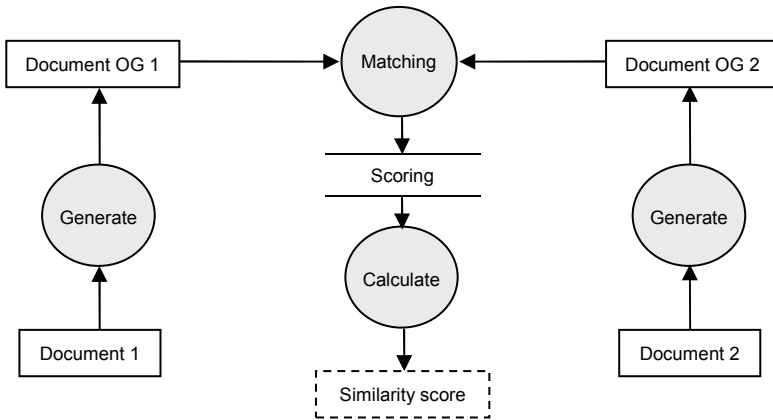 Document OG 1
Matching
Document OG 2
Scoring
Generate
Generate
Calculate
Document 1
Document 2
Similarity score